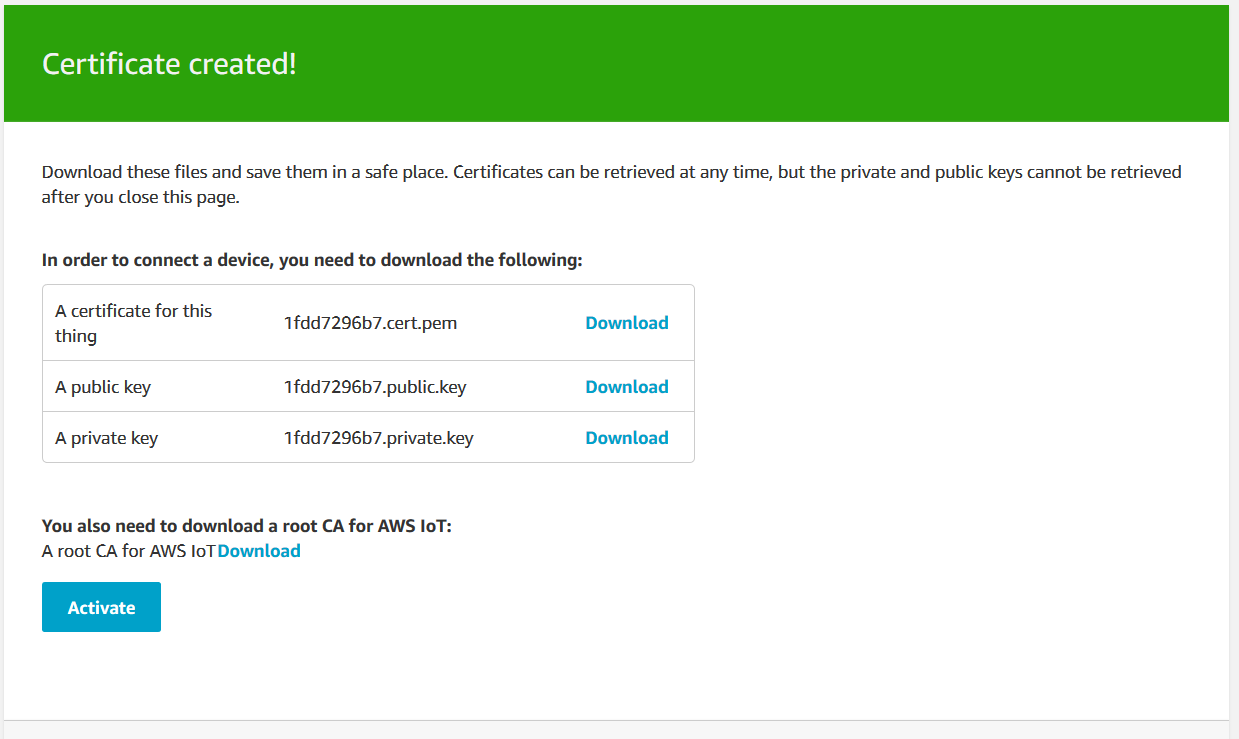 Certificate created!
Download these files and save them in a safe place. Certificates can be retrieved at any time, but the private and public keys cannot be retrieved
after you close this page.
In order to connect a device, you need to download the following:
A certificate for this
thing
1fdd7296b7.cert.pem
Download
A public key
1fdd7296b7.public.key
Download
A private key
1fdd7296b7.private.key
Download
You also need to download a root CA for AWS IoT:
A root CA for AWS IoTDownload
Activate